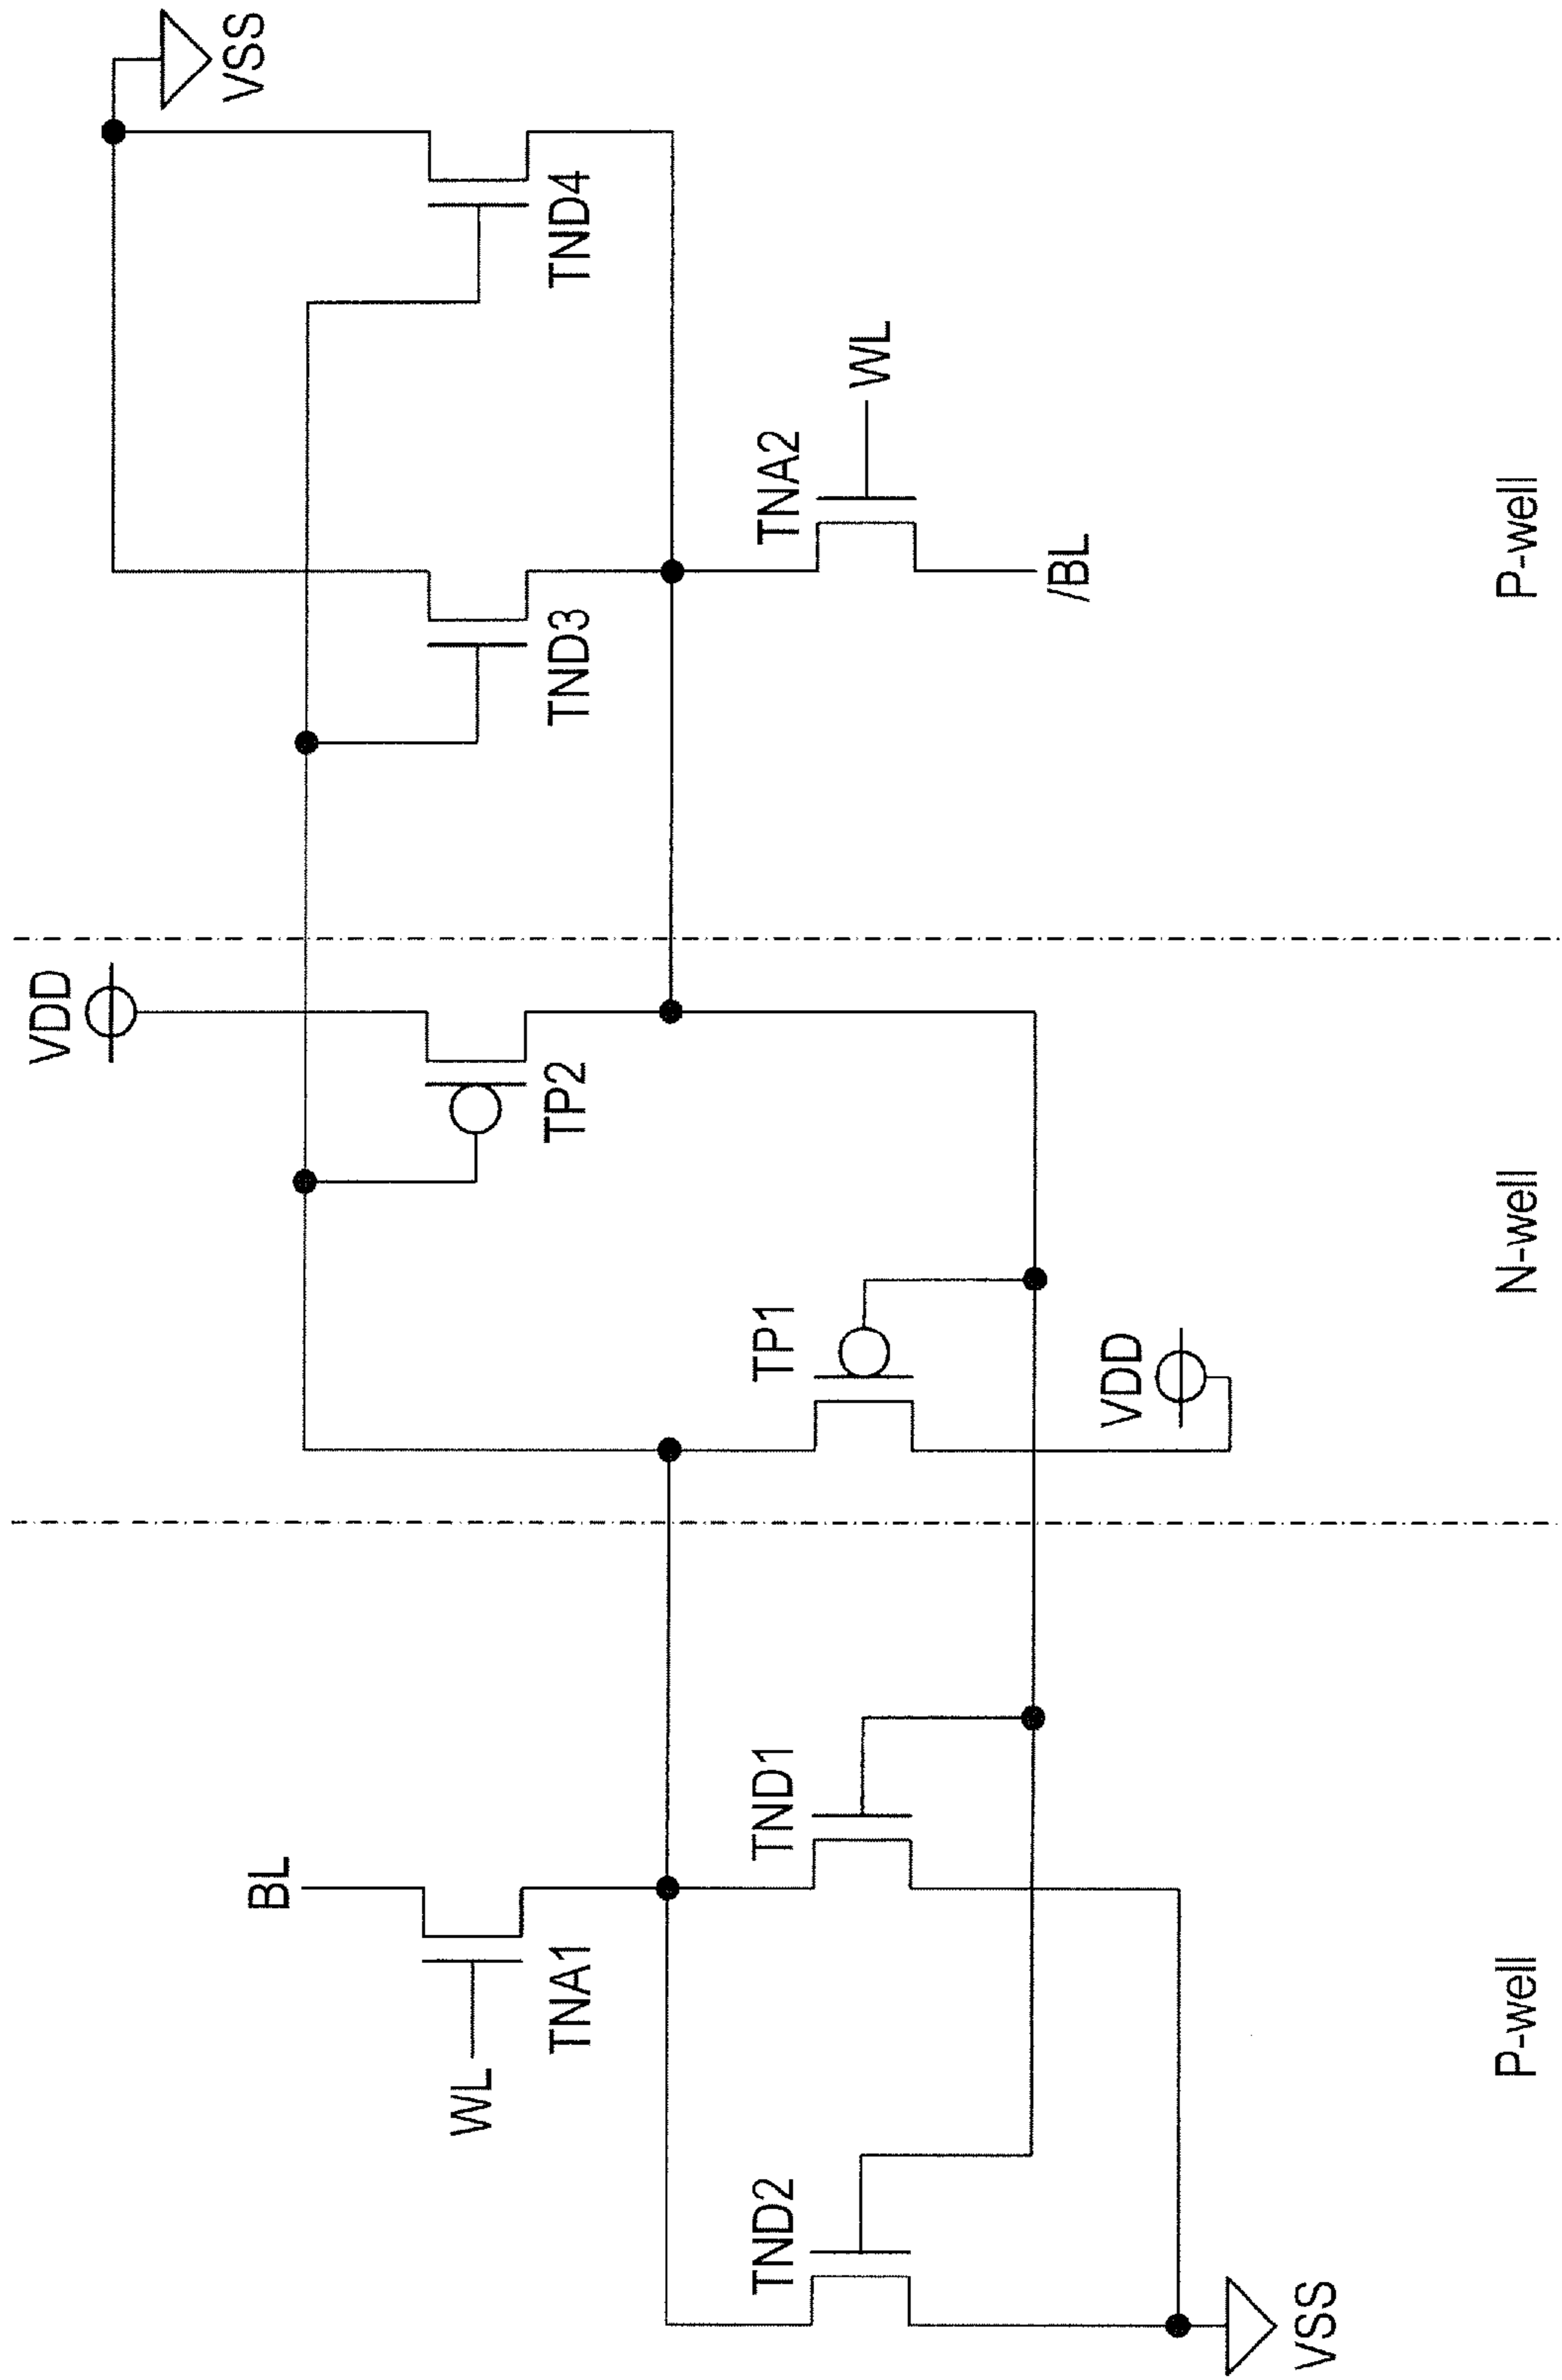 VSS
TND4
WL
TNA2
TND3
/BL
P-well
VDD
TP2
TP1
VDD
N-well
BL
TND1
TNA1
WL
TND2
VSS
P-well